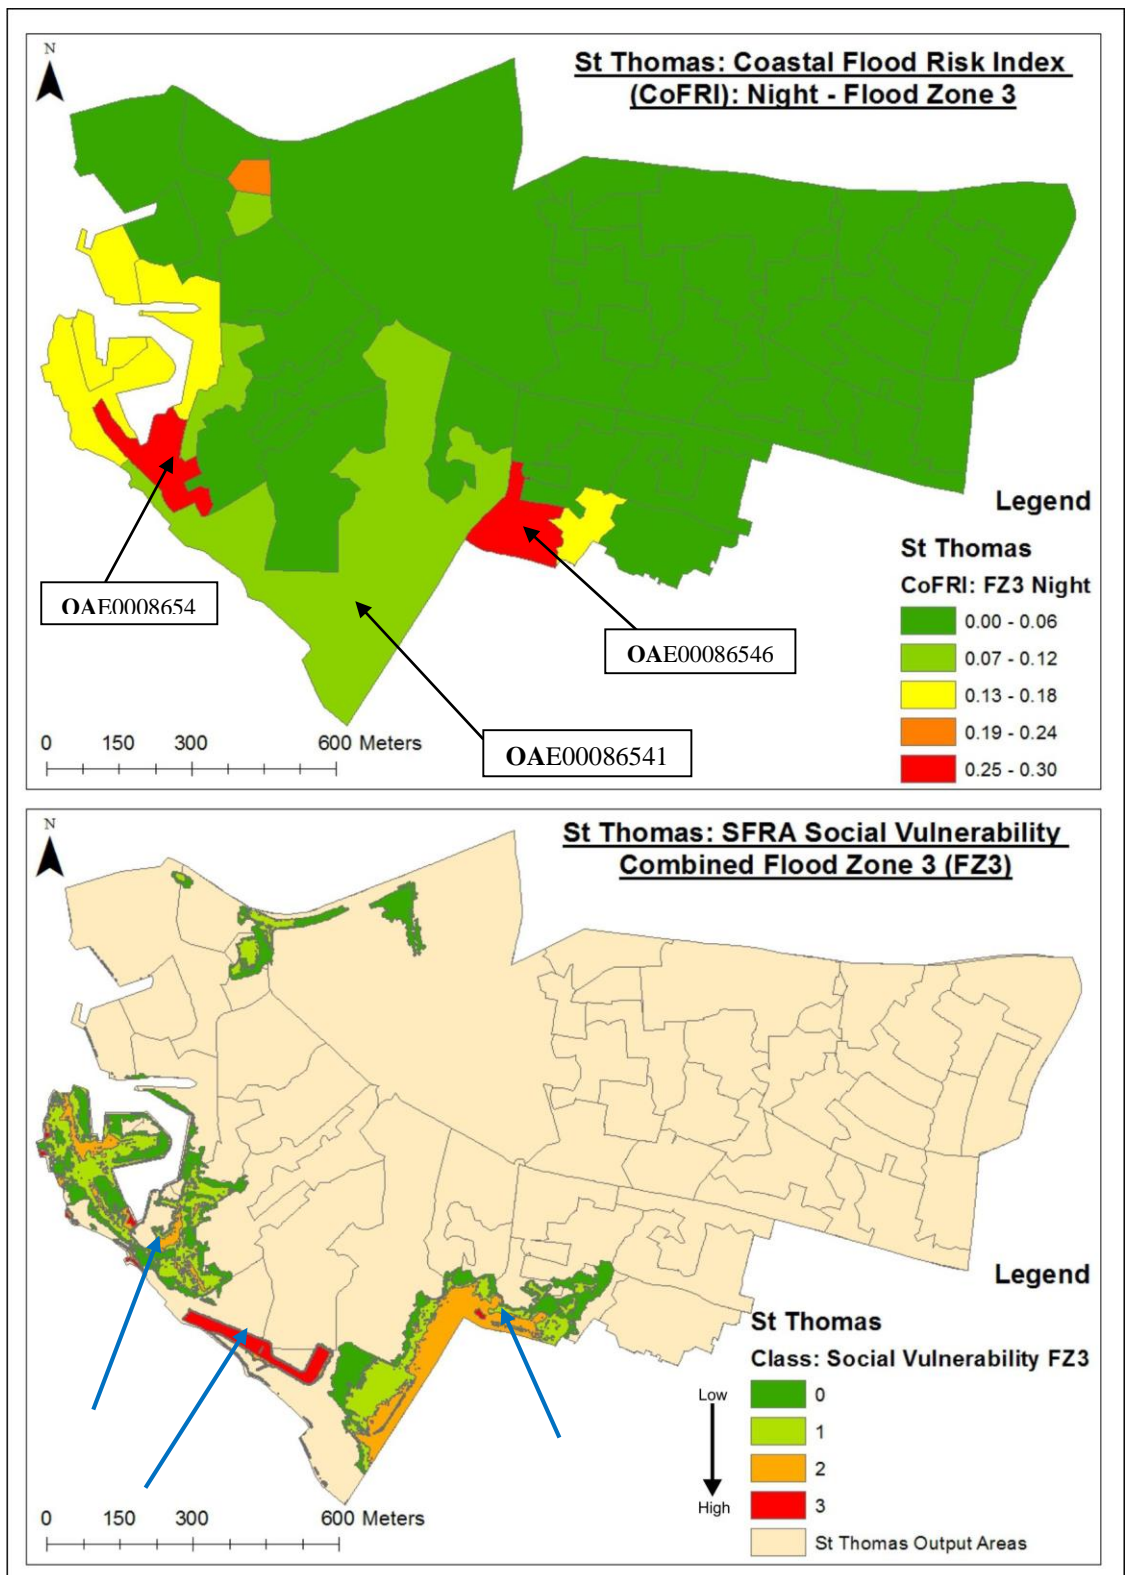 N
St Thomas: Coastal Flood Risk Index
(CoFRI): Night - Flood Zone 3
OAE0008654
OAE00086546
OAE00086541
Legend
St Thomas
CoFRI: FZ3 Night
0.00 - 0.06
0.07 - 0.12
0.13 - 0.18
0.19 - 0.24
0.25 - 0.30
0 150 300 600 Meters
N
St Thomas: SFRA Social Vulnerability
Combined Flood Zone 3 (FZ3)
Legend
St Thomas
Class: Social Vulnerability FZ3
Low
High
0
1
2
3
St Thomas Output Areas
0 150 300 600 Meters